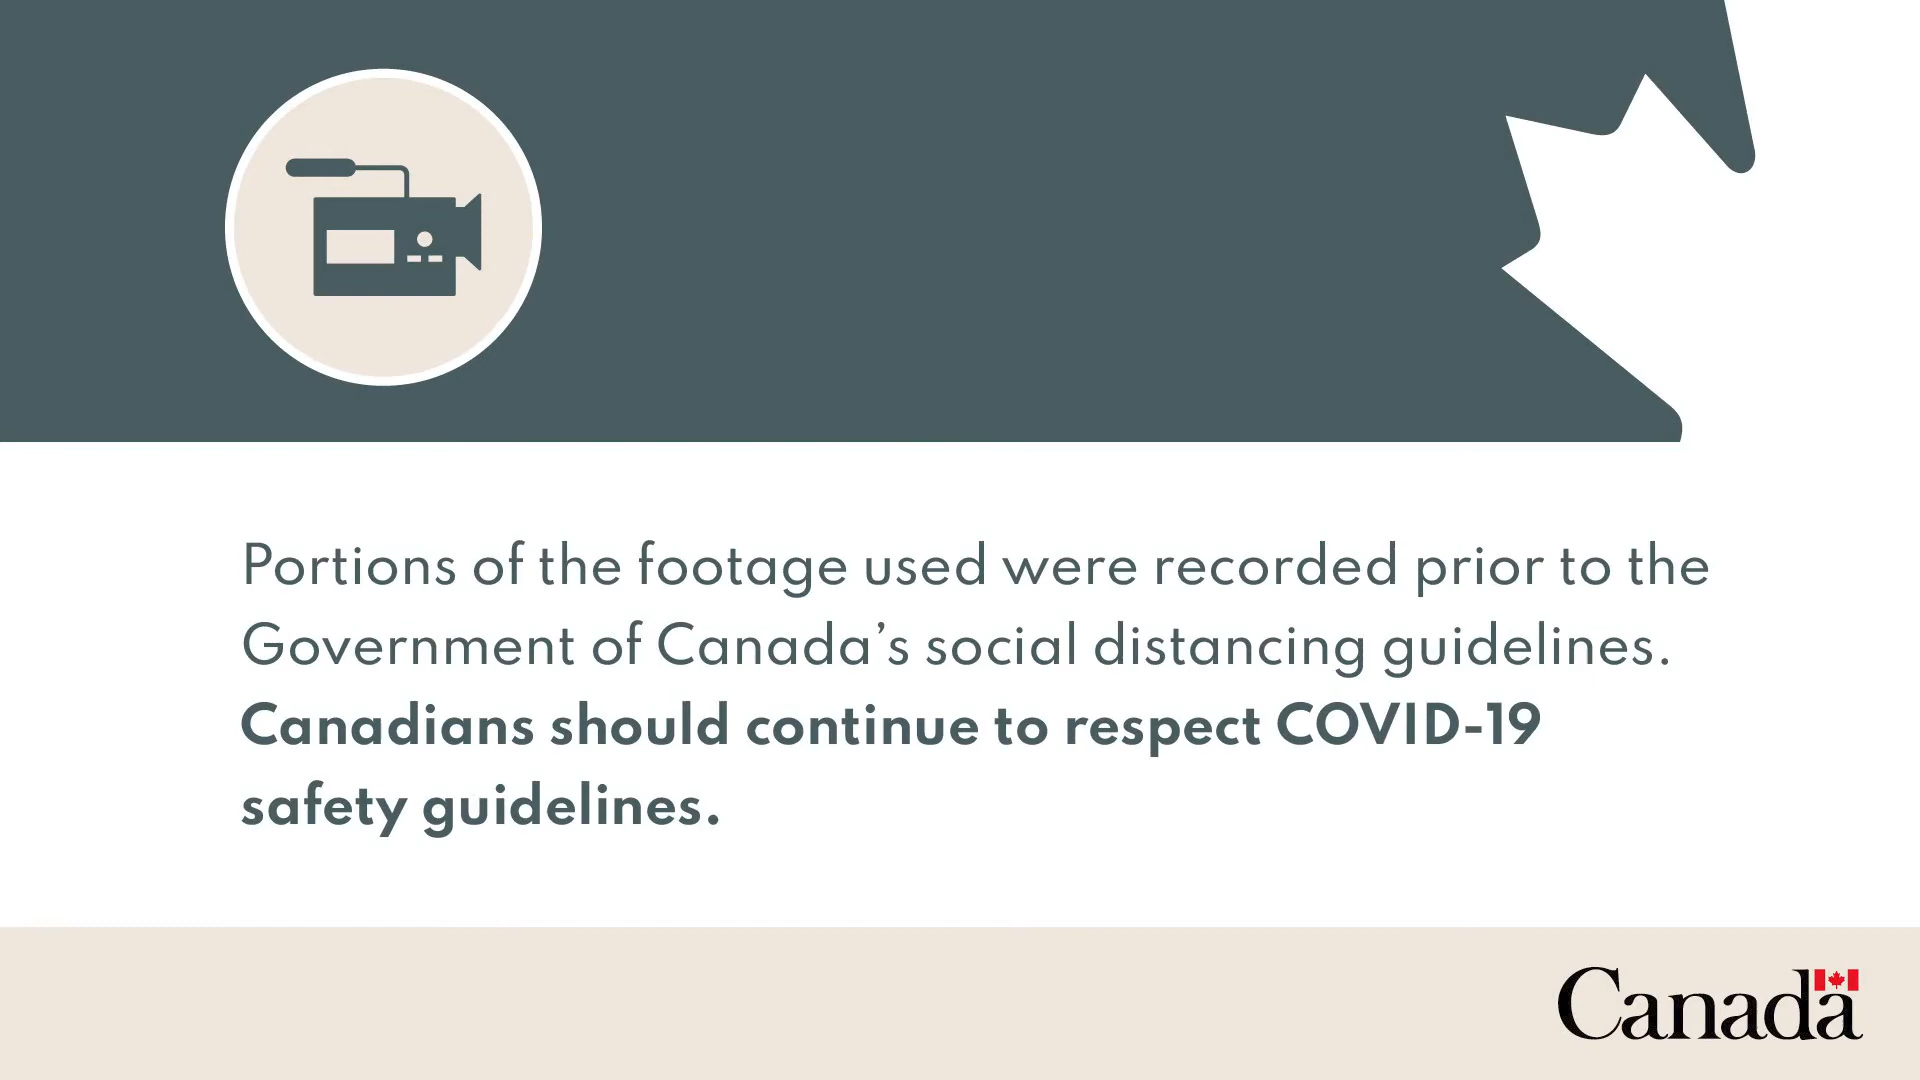 Portions of the footage used were recorded prior to the
Government of Canada’s social distancing guidelines.
Canadians should continue to respect COVID-19
safety guidelines.
Canada